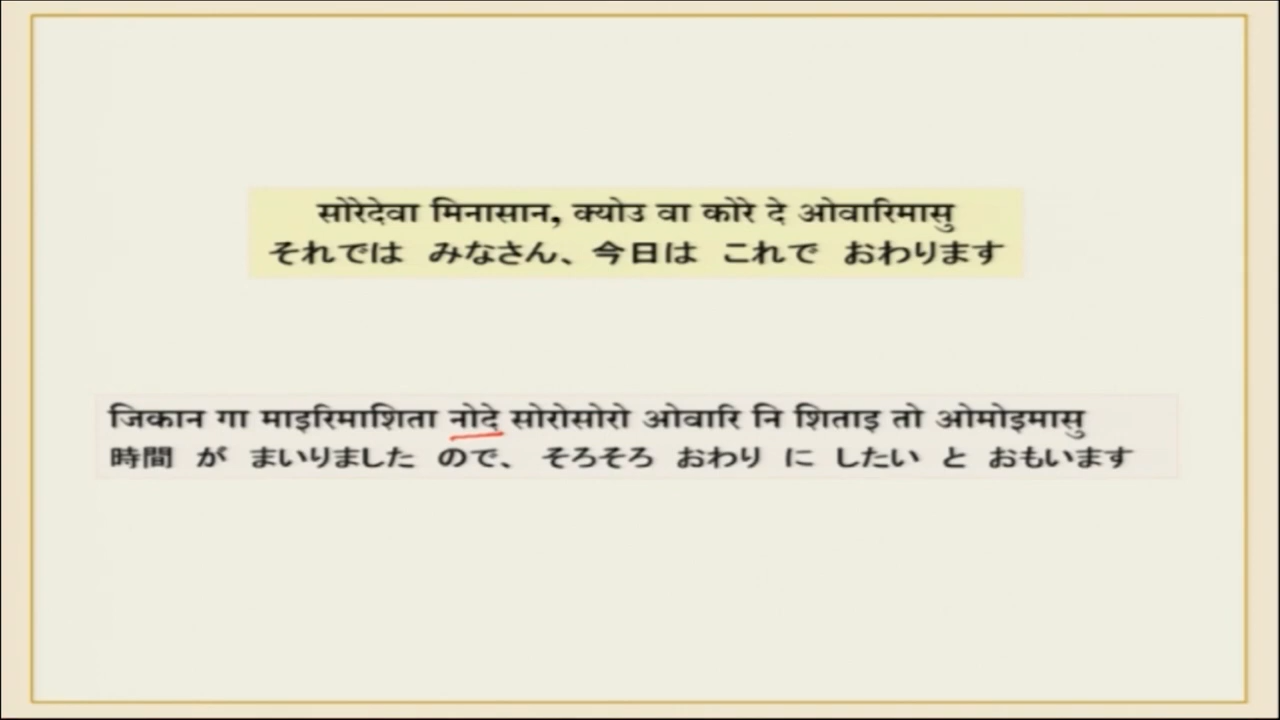 सोरेदेवा मिनासान, क्योउ वा कोरे दे ओवारिमासु
それでは みなさん、今日は これで おわります
जिकान गा माइरिमाशिता नोदे सोरोसोरो ओवारि नि शिताइ तो ओमोइमासु
時間 が まいりました ので、 そろそろ おわり に したい と おもいます